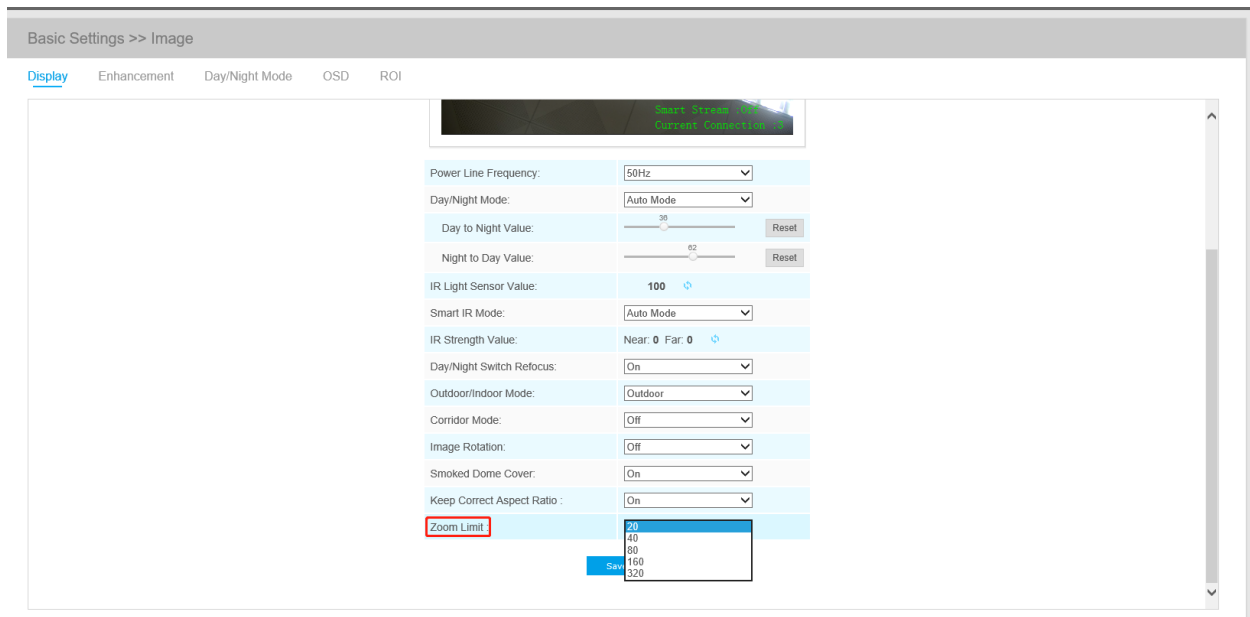 Basic Settings >> Image
Display Enhancement Day/Night Mode OSD ROI
Smart Stream :Off
Current Connection :3
Power Line Frequency: 50Hz
Day/Night Mode: Auto Mode
36
Day to Night Value: Reset
62
Night to Day Value: Reset
IR Light Sensor Value: 100
Smart IR Mode: Auto Mode
IR Strength Value: Near: 0 Far: 0
Day/Night Switch Refocus: On
Outdoor/Indoor Mode: Outdoor
Corridor Mode: Off
Image Rotation: Off
Smoked Dome Cover: On
Keep Correct Aspect Ratio : On
Zoom Limit : 20
40
80
Sav 160
320